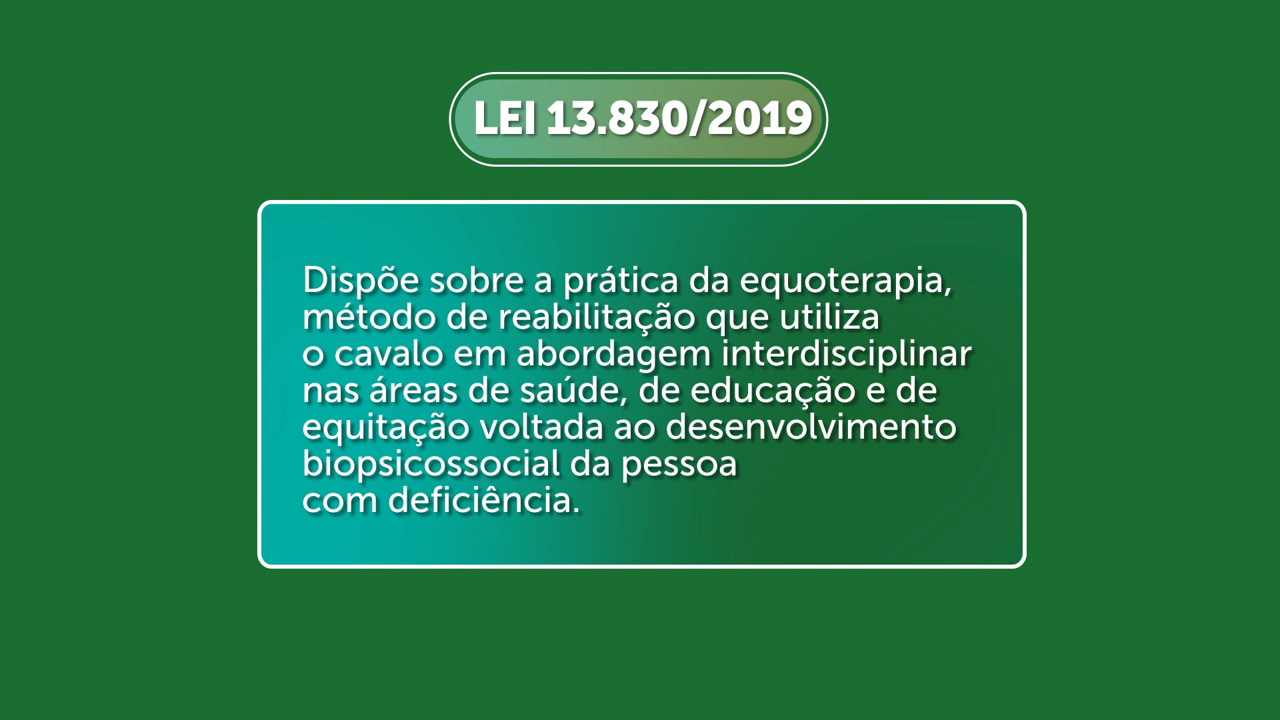 LEI 13.830/2019
Dispõe sobre a prática da equoterapia,
método de reabilitação que utiliza
o cavalo em abordagem interdisciplinar
nas áreas de saúde, de educação e de
equitação voltada ao desenvolvimento
biopsicossocial da pessoa
com deficiência.